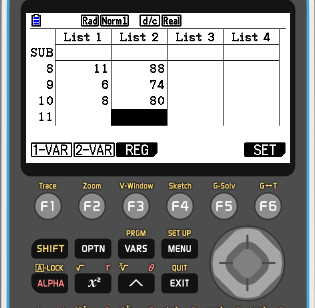 Rad Norm1 d/c Real
List 1 List 2 List 3 List 4
SUB
8 11 88
9 6 74
10 8 80
11
1-VAR 2-VAR REG SET
Trace Zoom V-Window Sketch G-Solv G↔T
F1 F2 F3 F4 F5 F6
PRGM SET UP
SHIFT OPTN VARS MENU
A-LOCK √‾ r ∛‾ θ QUIT
ALPHA x² ^ EXIT